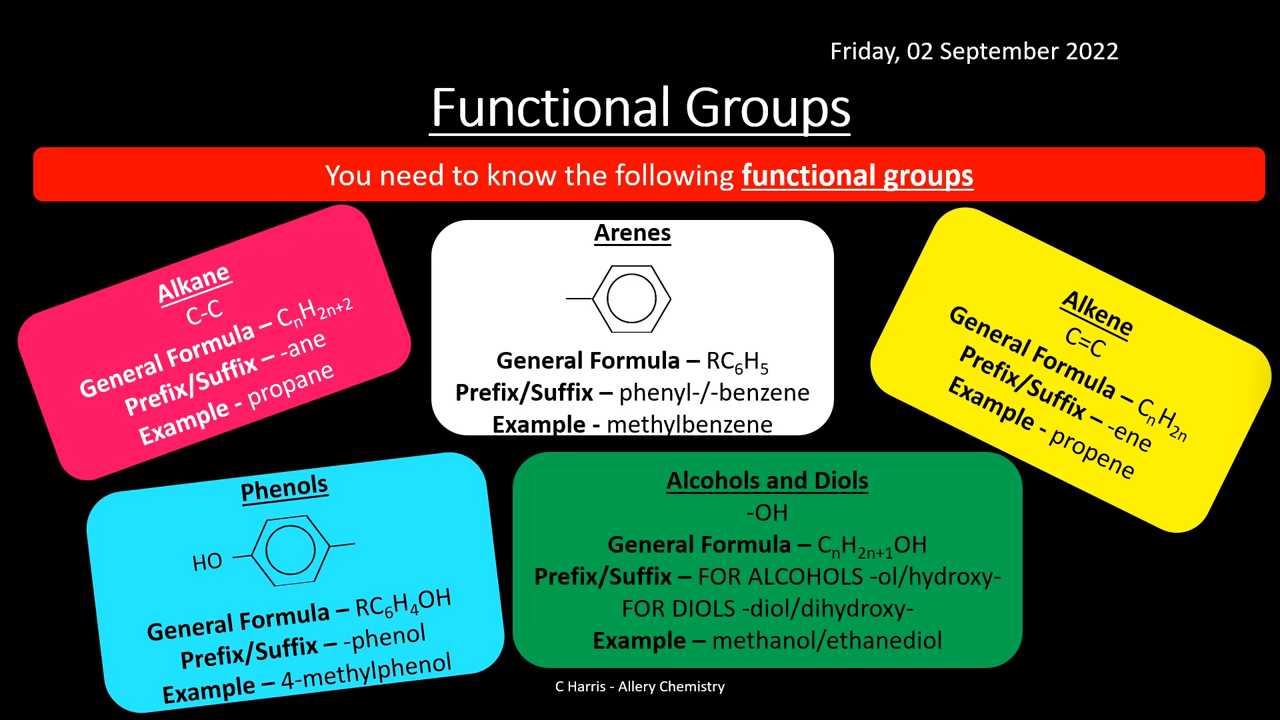 Friday, 02 September 2022
Functional Groups
You need to know the following functional groups
Alkane
C-C
General Formula – CₙH₂ₙ₊₂
Prefix/Suffix – -ane
Example - propane
Arenes
General Formula – RC₆H₅
Prefix/Suffix – phenyl-/-benzene
Example - methylbenzene
Alkene
C=C
General Formula – CₙH₂ₙ
Prefix/Suffix – -ene
Example - propene
Phenols
HO
General Formula – RC₆H₄OH
Prefix/Suffix – -phenol
Example – 4-methylphenol
Alcohols and Diols
-OH
General Formula – CₙH₂ₙ₊₁OH
Prefix/Suffix – FOR ALCOHOLS -ol/hydroxy-
FOR DIOLS -diol/dihydroxy-
Example – methanol/ethanediol
C Harris - Allery Chemistry